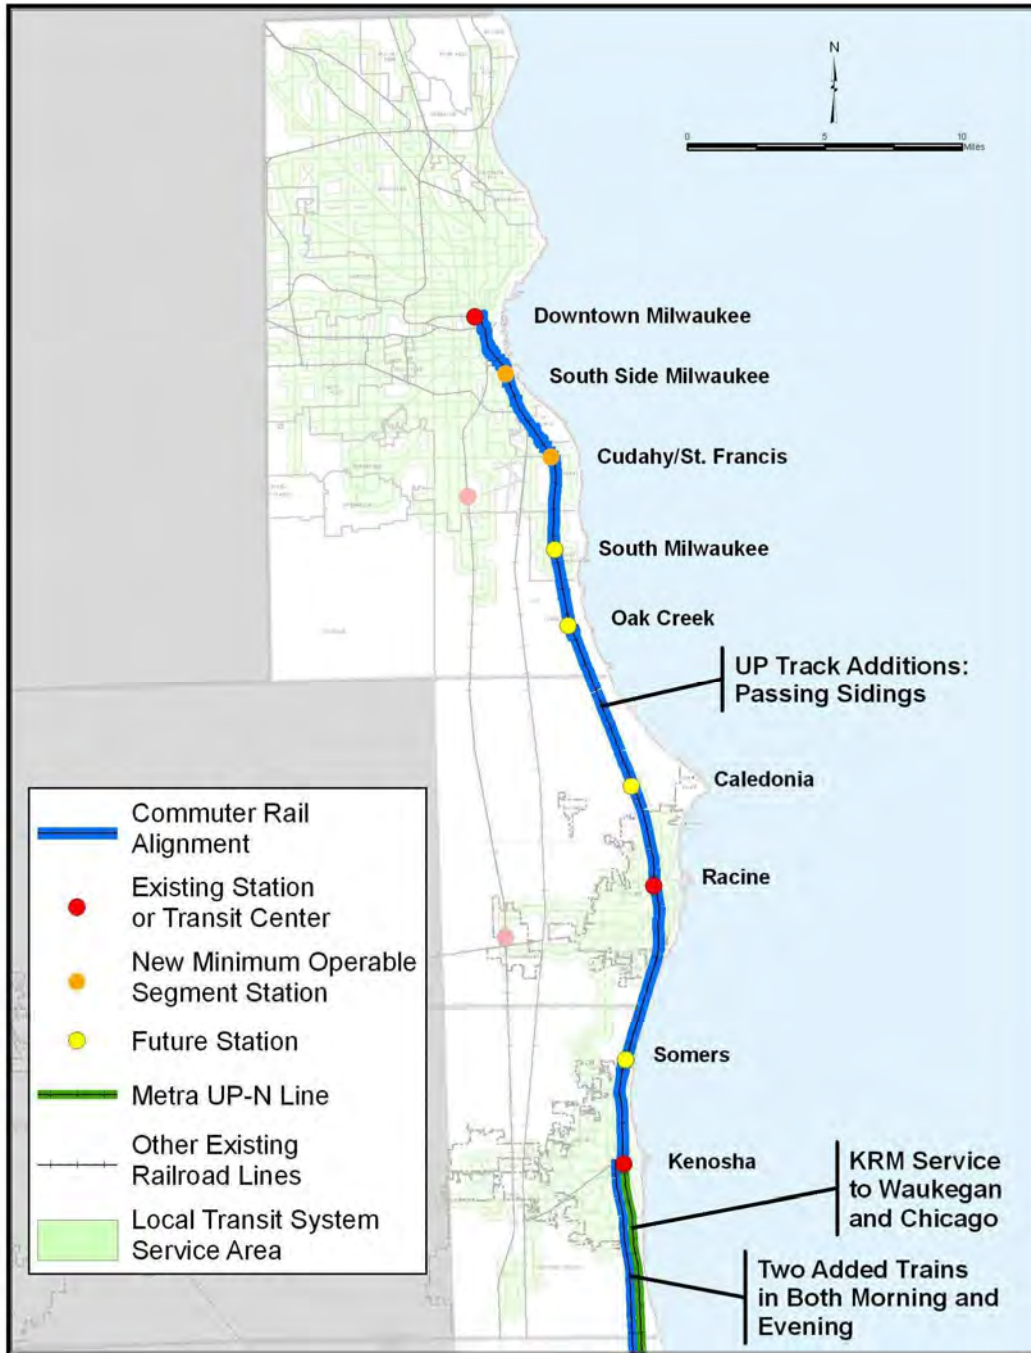 N
0
5
10
Miles
Downtown Milwaukee
South Side Milwaukee
Cudahy/St. Francis
South Milwaukee
Oak Creek
UP Track Additions:
Passing Sidings
Caledonia
Racine
Somers
Kenosha
KRM Service
to Waukegan
and Chicago
Two Added Trains
in Both Morning and
Evening
Commuter Rail
Alignment
Existing Station
or Transit Center
New Minimum Operable
Segment Station
Future Station
Metra UP-N Line
Other Existing
Railroad Lines
Local Transit System
Service Area